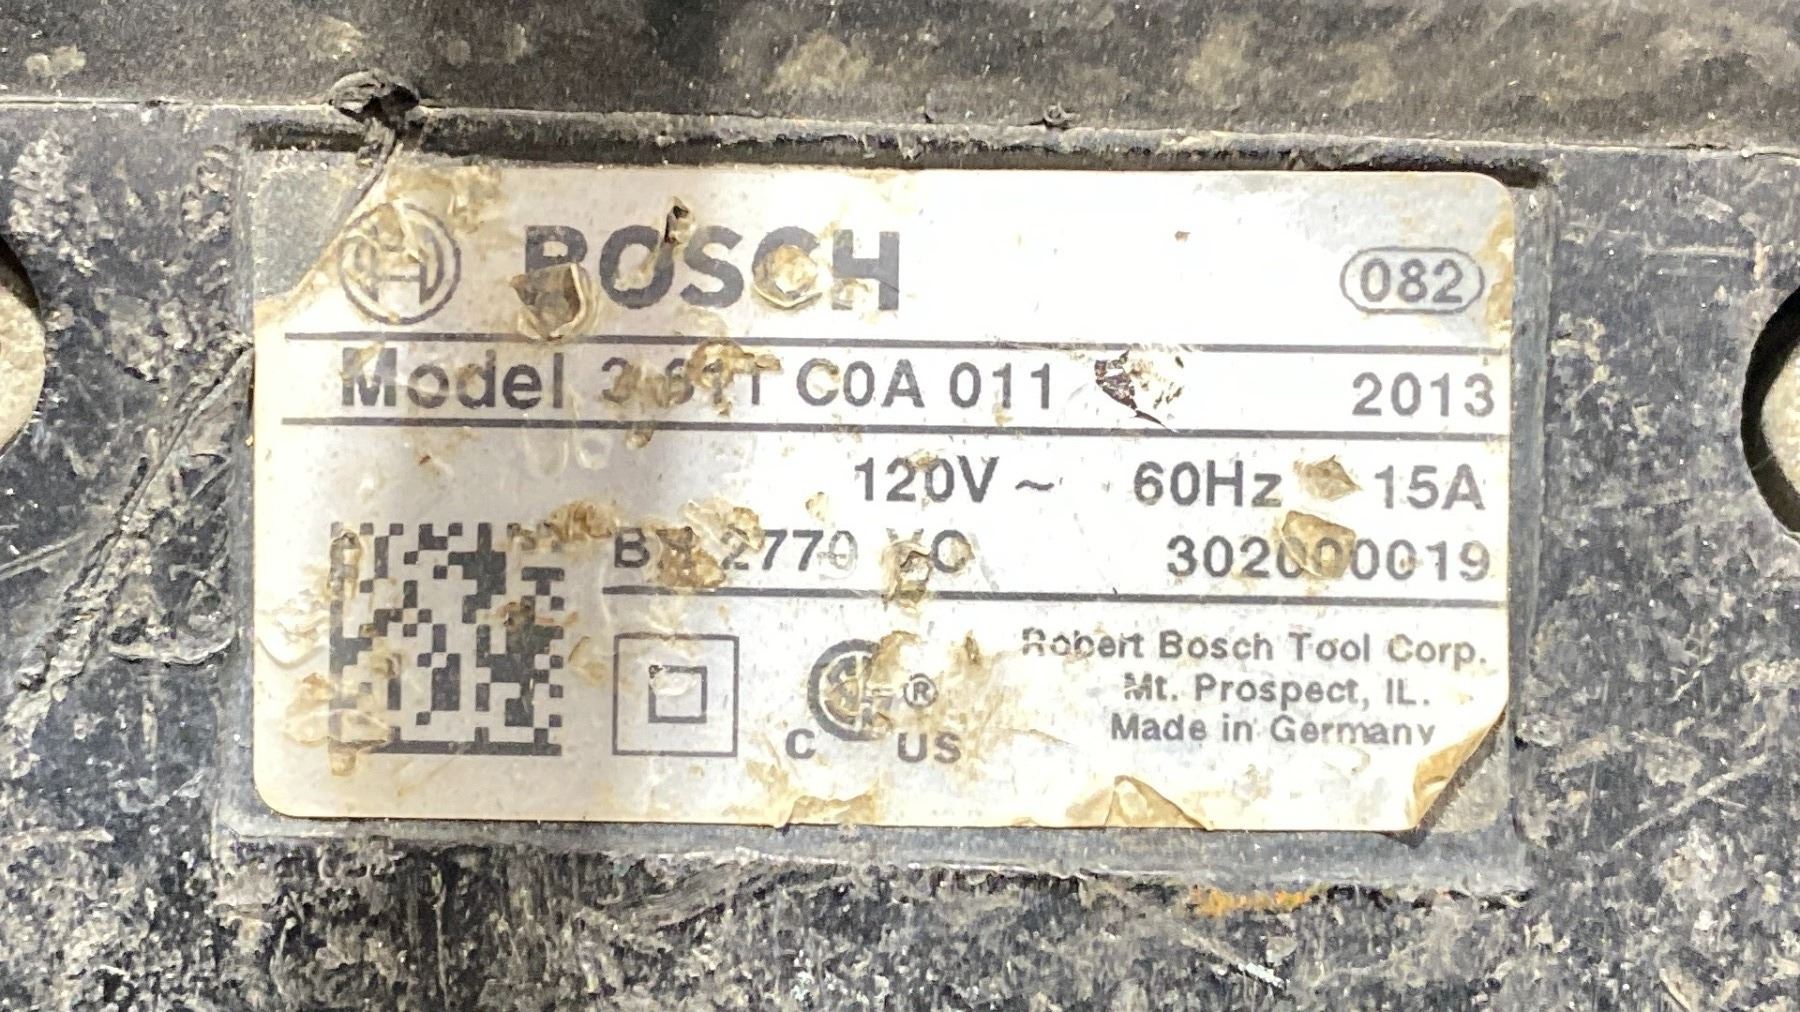 BOSCH 082
Model 3 611 C0A 011 2013
120V ~ 60Hz 15A
2770 302000019
Robert Bosch Tool Corp.
C ® US Mt. Prospect, IL.
Made in Germany